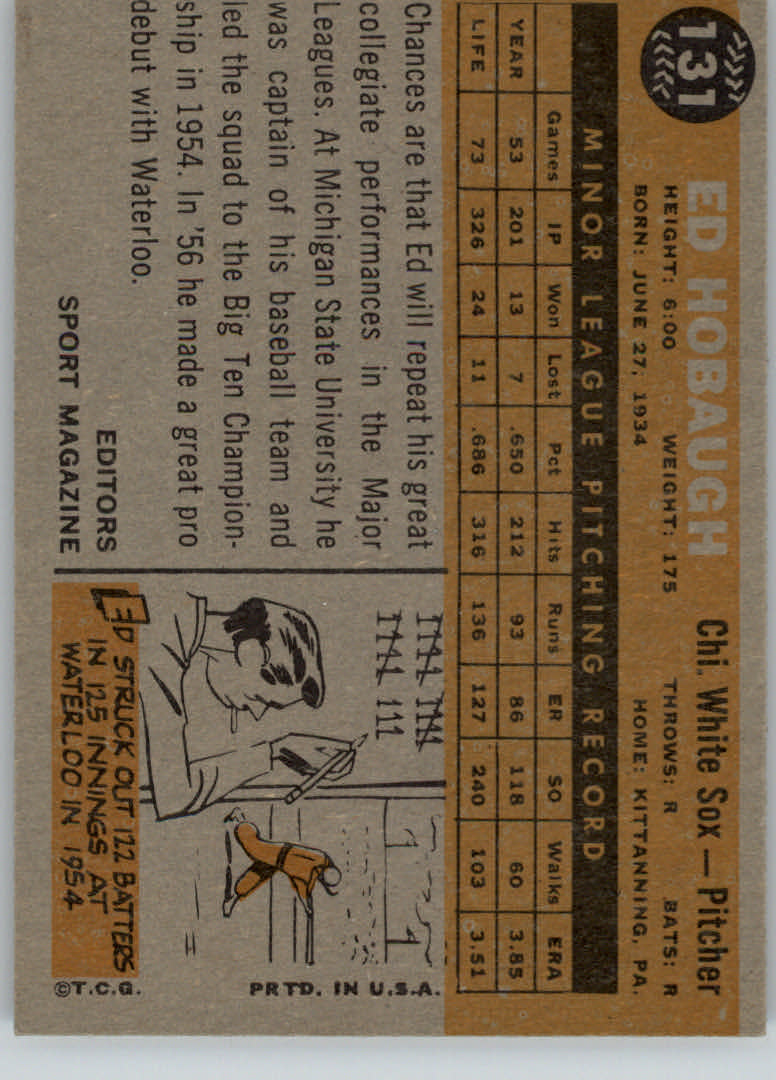 131
ED HOBAUGH Chi. White Sox — Pitcher
HEIGHT: 6:00 WEIGHT: 175 THROWS: R BATS: R
BORN: JUNE 27, 1934 HOME: KITTANNING, PA.
MINOR LEAGUE PITCHING RECORD
Games IP Won Lost Pct Hits Runs ER SO Walks ERA
YEAR 53 201 13 7 .650 212 93 86 118 60 3.85
LIFE 73 326 24 11 .686 316 136 127 240 103 3.51
Chances are that Ed will repeat his great
collegiate performances in the Major
Leagues. At Michigan State University he
was captain of his baseball team and
led the squad to the Big Ten Champion-
ship in 1954. In '56 he made a great pro
debut with Waterloo.
EDITORS
SPORT MAGAZINE
ED STRUCK OUT 122 BATTERS
IN 125 INNINGS AT
WATERLOO IN 1954
PRTD. IN U.S.A.
©T.C.G.